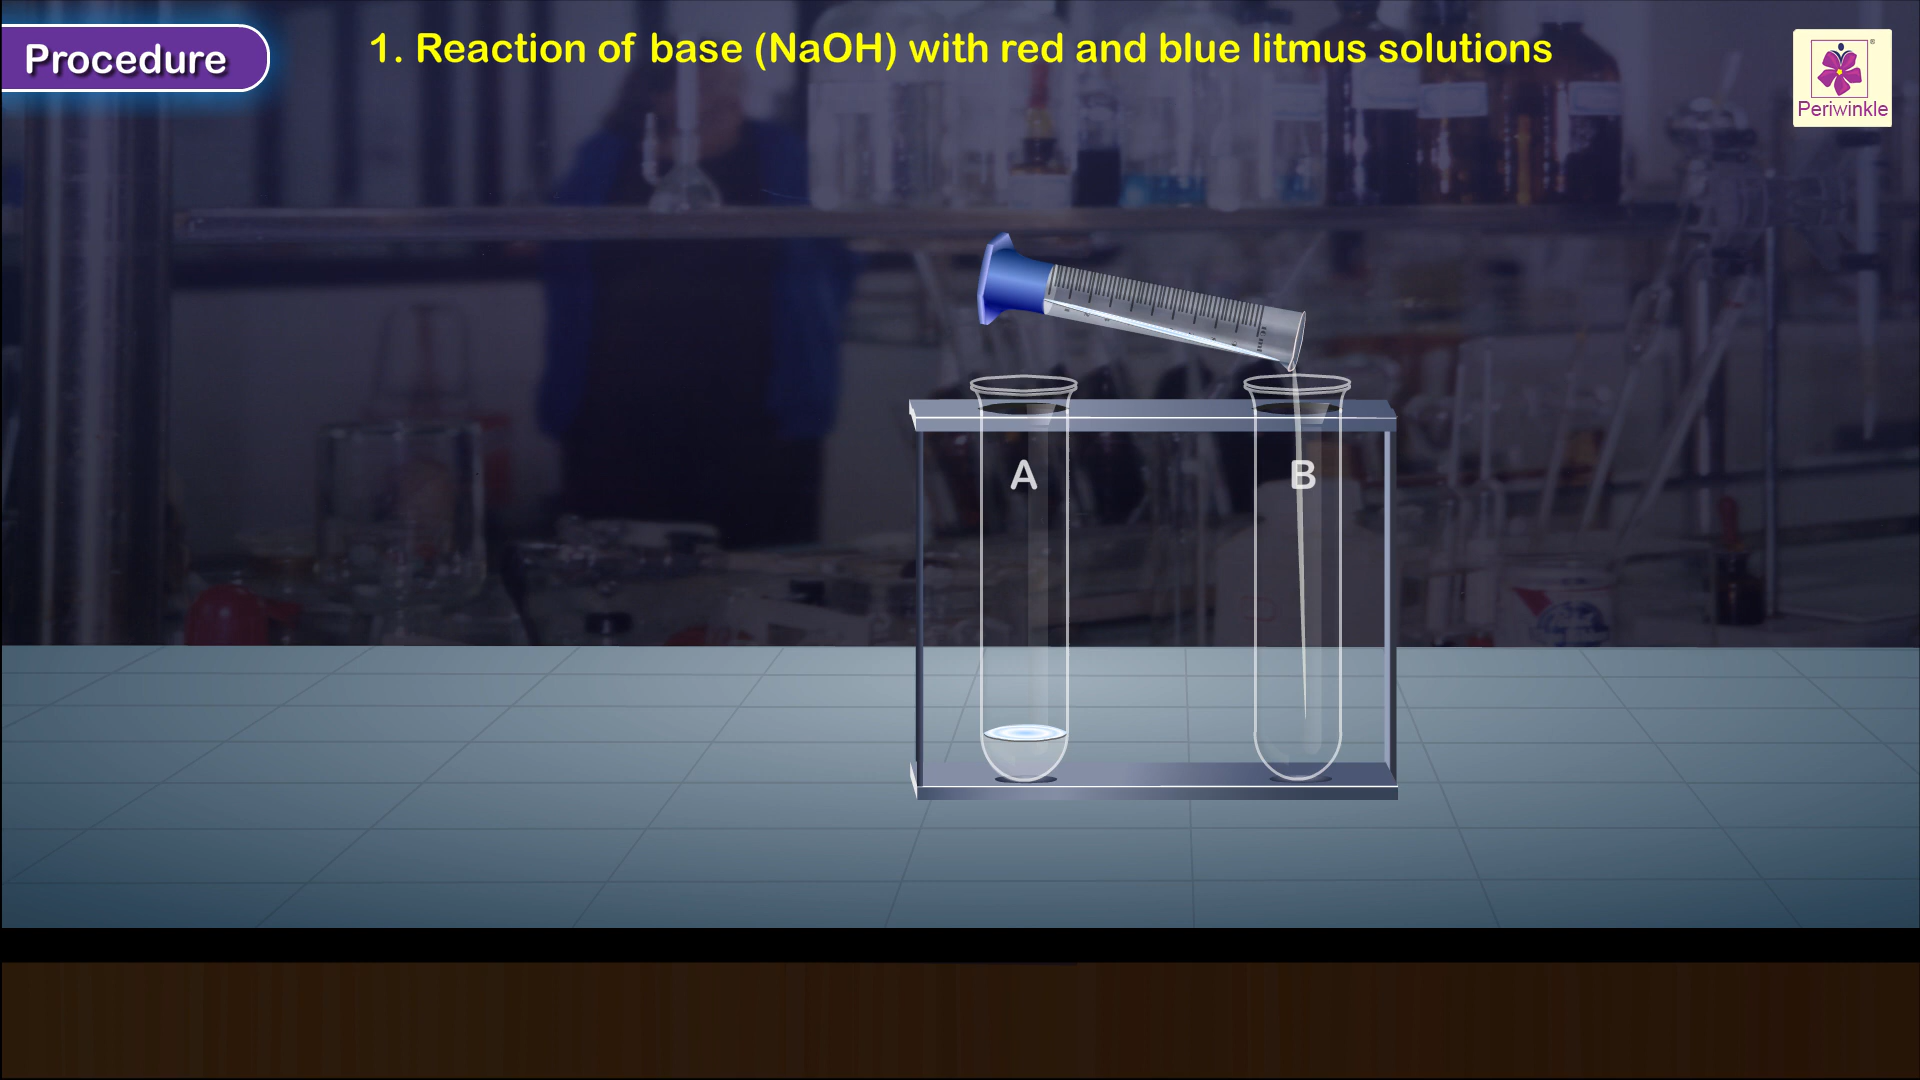 Procedure
1. Reaction of base (NaOH) with red and blue litmus solutions
Periwinkle
A
B